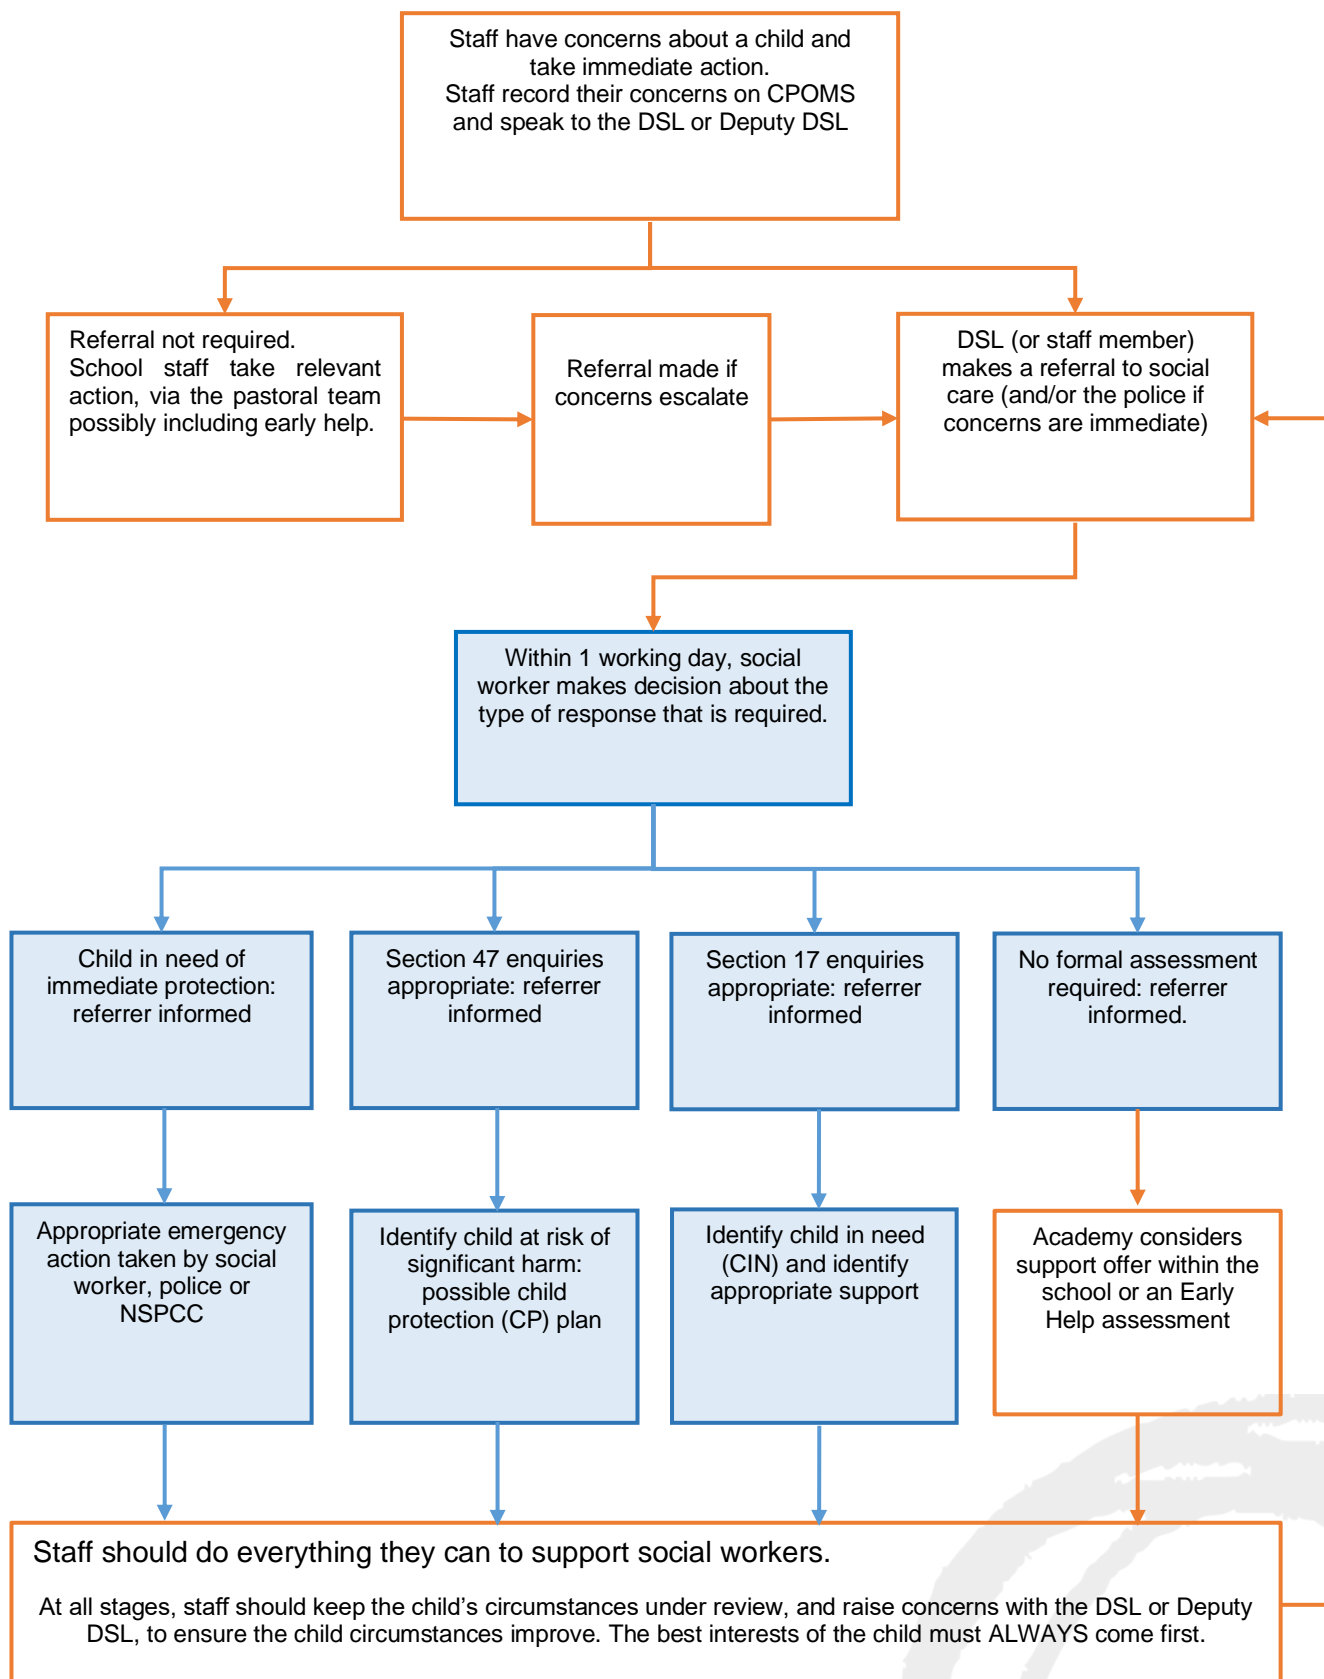 Staff have concerns about a child and
take immediate action.
Staff record their concerns on CPOMS
and speak to the DSL or Deputy DSL
Referral not required.
School staff take relevant
action, via the pastoral team
possibly including early help.
Referral made if
concerns escalate
DSL (or staff member)
makes a referral to social
care (and/or the police if
concerns are immediate)
Within 1 working day, social
worker makes decision about the
type of response that is required.
Child in need of
immediate protection:
referrer informed
Section 47 enquiries
appropriate: referrer
informed
Section 17 enquiries
appropriate: referrer
informed
No formal assessment
required: referrer
informed.
Appropriate emergency
action taken by social
worker, police or
NSPCC
Identify child at risk of
significant harm:
possible child
protection (CP) plan
Identify child in need
(CIN) and identify
appropriate support
Academy considers
support offer within the
school or an Early
Help assessment
Staff should do everything they can to support social workers.
At all stages, staff should keep the child’s circumstances under review, and raise concerns with the DSL or Deputy
DSL, to ensure the child circumstances improve. The best interests of the child must ALWAYS come first.